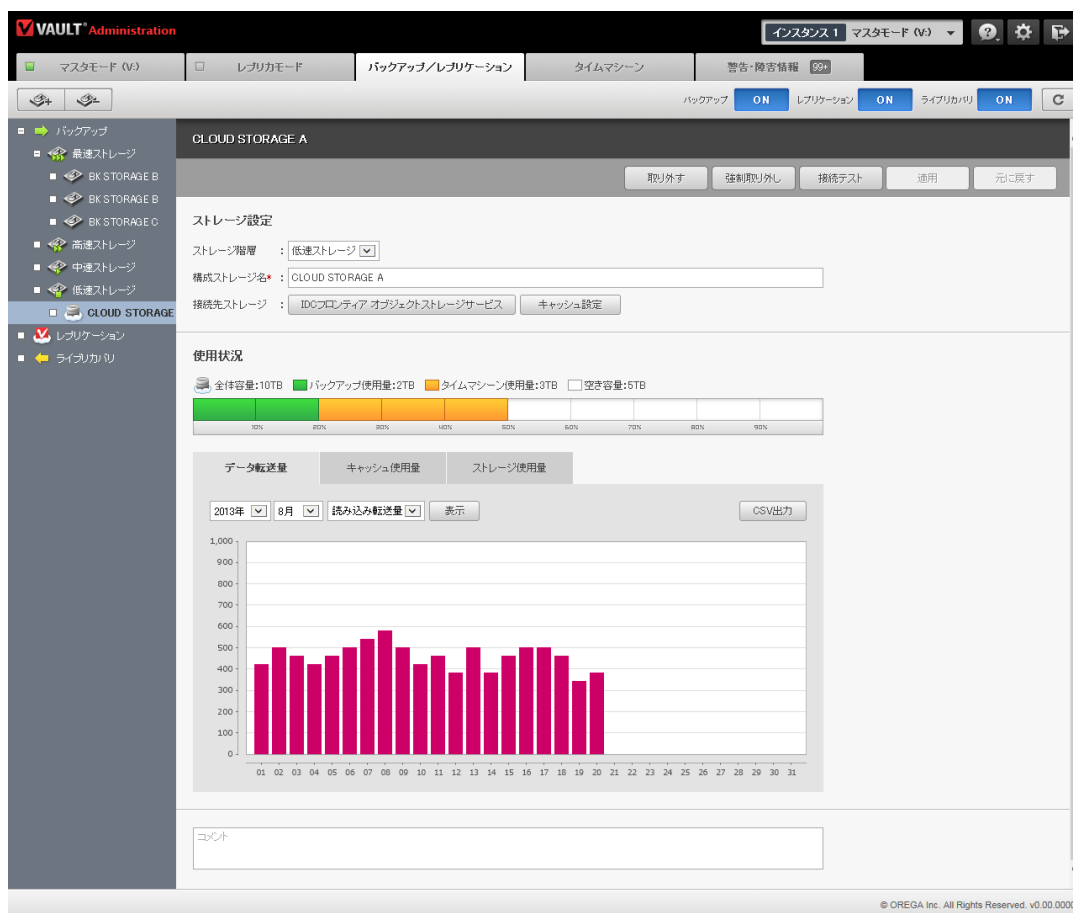 VAULT Administration
インスタンス 1 マスタモード (V:)
マスタモード (V:) レプリカモード バックアップ／レプリケーション タイムマシーン 警告・障害情報 99+
バックアップ ON レプリケーション ON ライブリカバリ ON
バックアップ
最速ストレージ
BK STORAGE B
BK STORAGE B
BK STORAGE C
高速ストレージ
中速ストレージ
低速ストレージ
CLOUD STORAGE
レプリケーション
ライブリカバリ
CLOUD STORAGE A
取り外す 強制取り外し 接続テスト 適用 元に戻す
ストレージ設定
ストレージ階層 : 低速ストレージ
構成ストレージ名* : CLOUD STORAGE A
接続先ストレージ : IDCフロンティア オブジェクトストレージサービス キャッシュ設定
使用状況
全体容量:10TB バックアップ使用量:2TB タイムマシーン使用量:3TB 空き容量:5TB
10% 20% 30% 40% 50% 60% 70% 80% 90%
データ転送量 キャッシュ使用量 ストレージ使用量
2013年 8月 読み込み転送量 表示 CSV出力
1,000
900
800
700
600
500
400
300
200
100
0
01 02 03 04 05 06 07 08 09 10 11 12 13 14 15 16 17 18 19 20 21 22 23 24 25 26 27 28 29 30 31
コメント
© OREGA Inc. All Rights Reserved. v0.00.0000